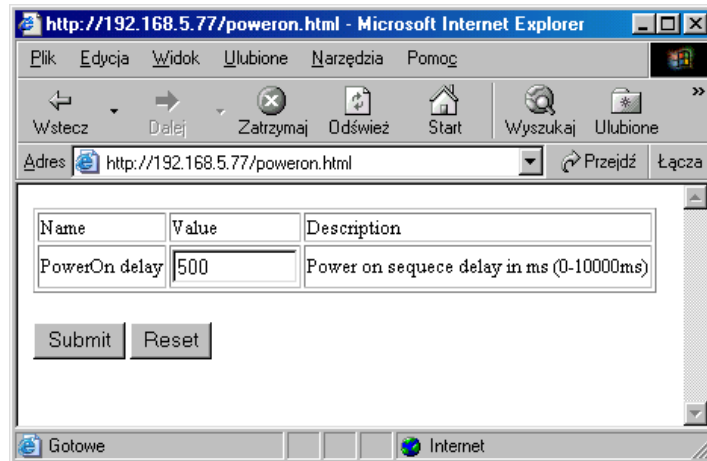 http://192.168.5.77/poweron.html - Microsoft Internet Explorer
Plik Edycja Widok Ulubione Narzędzia Pomoc
Wstecz Dalej Zatrzymaj Odśwież Start Wyszukaj Ulubione »
Adres http://192.168.5.77/poweron.html Przejdź Łącza
Name Value Description
PowerOn delay 500 Power on sequece delay in ms (0-10000ms)
Submit Reset
Gotowe Internet